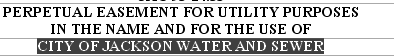 PERPETUAL EASEMENT FOR UTILITY PURPOSES
IN THE NAME AND FOR THE USE OF
CITY OF JACKSON WATER AND SEWER